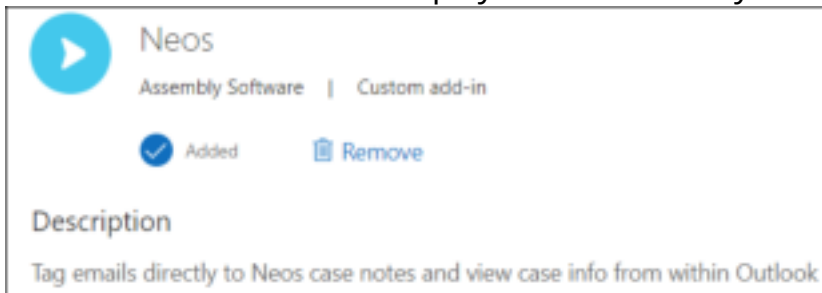 Neos
Assembly Software | Custom add-in
Added Remove
Description
Tag emails directly to Neos case notes and view case info from within Outlook